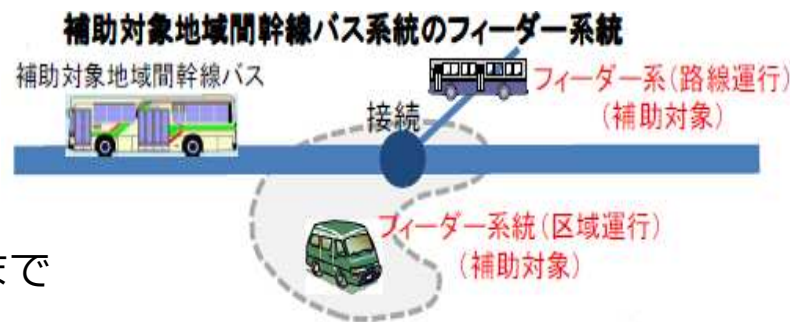 補助対象地域間幹線バス系統のフィーダー系統
補助対象地域間幹線バス
フィーダー系(路線運行)
(補助対象)
接続
フィーダー系統(区域運行)
(補助対象)
まで